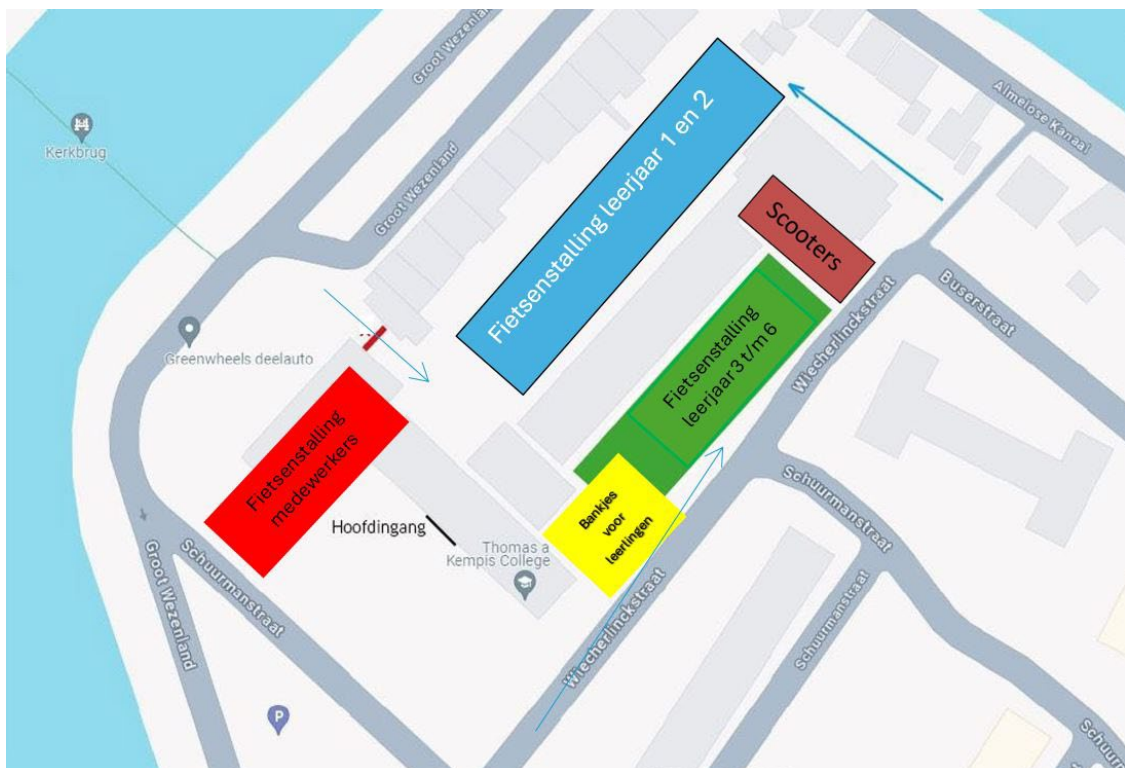 Groot Wezenland
Almelose Kanaal
Kerkbrug
Fietsenstalling leerjaar 1 en 2
Groot Wezenland
Scooters
Buserstraat
Greenwheels deelauto
Fietsenstalling
leerjaar 3 t/m 6
Wiecherlinckstraat
Fietsenstalling
medewerkers
Hoofdingang
Bankjes
voor
leerlingen
Thomas a
Kempis College
Schuurmanstraat
Groot Wezenland
Schuurmanstraat
Wiecherlinckstraat
Schuurmanstraat
P
Schuurmanst